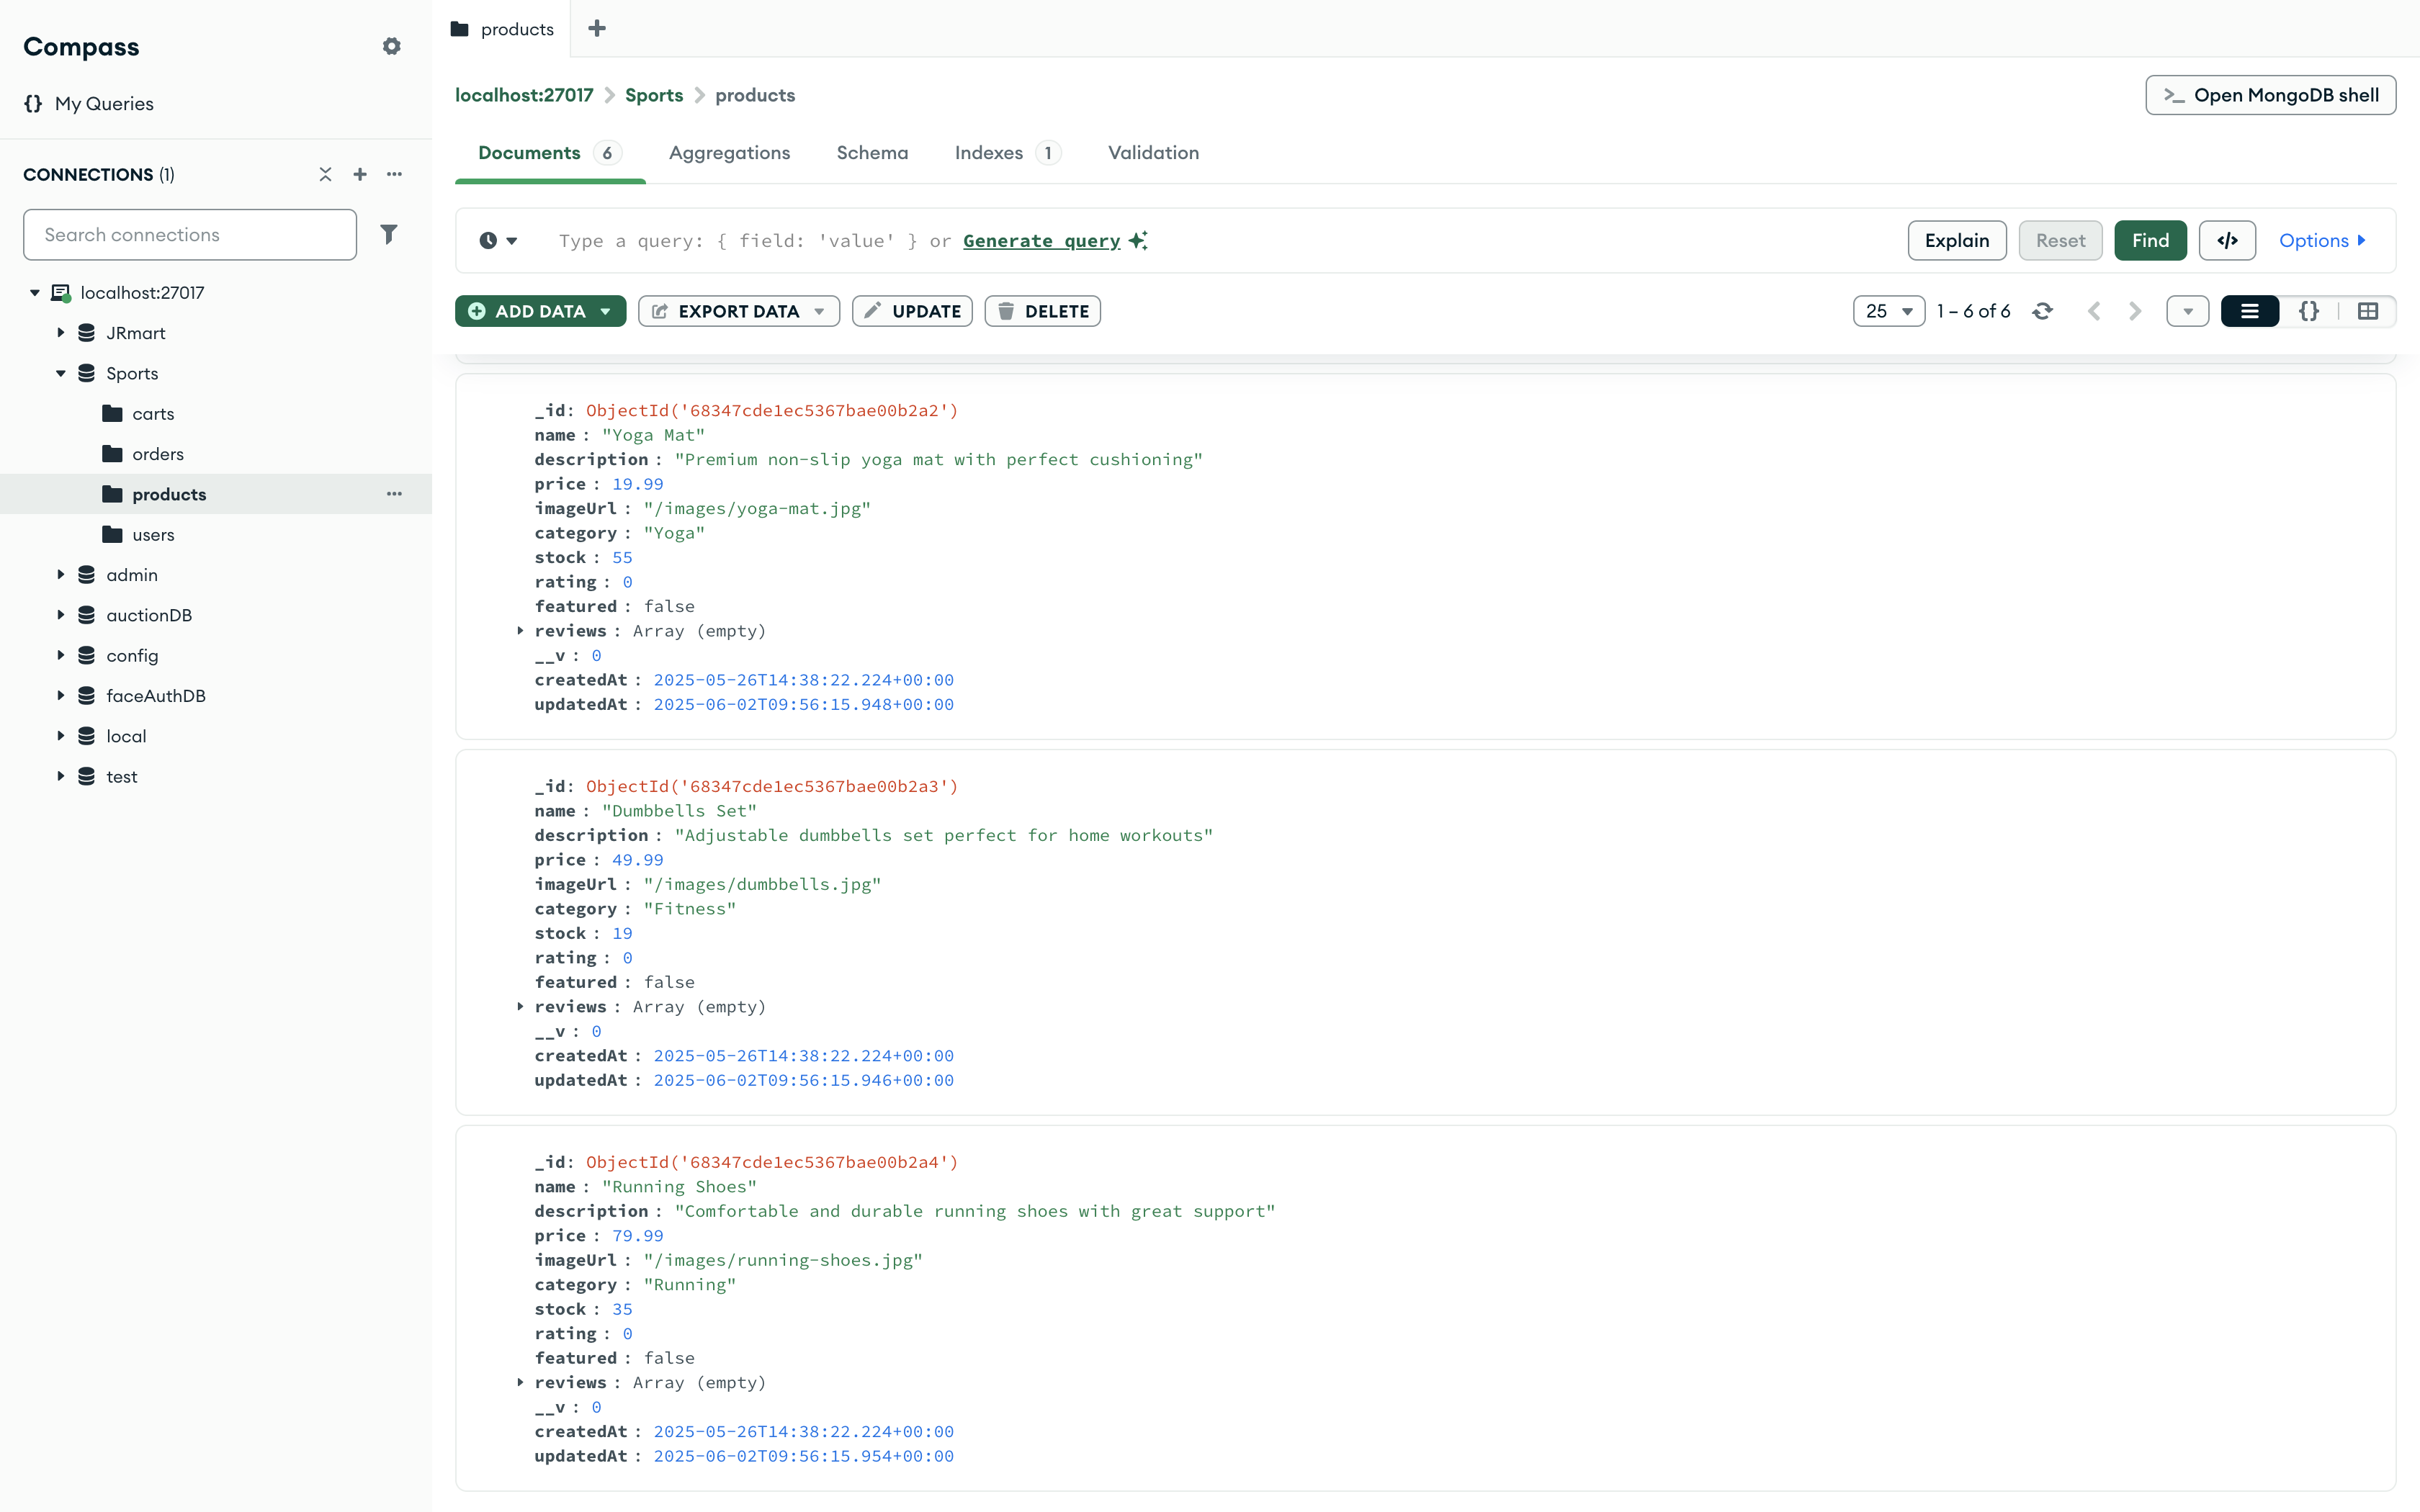 Compass
My Queries
CONNECTIONS (1)
Search connections
localhost:27017
JRmart
Sports
carts
orders
products
users
admin
auctionDB
config
faceAuthDB
local
test
products
localhost:27017 Sports products
Open MongoDB shell
Documents 6 Aggregations Schema Indexes 1 Validation
Type a query: { field: 'value' } or Generate query
Explain Reset Find </> Options
ADD DATA EXPORT DATA UPDATE DELETE
25 1 – 6 of 6 {}
_id: ObjectId('68347cde1ec5367bae00b2a2')
name : "Yoga Mat"
description : "Premium non-slip yoga mat with perfect cushioning"
price : 19.99
imageUrl : "/images/yoga-mat.jpg"
category : "Yoga"
stock : 55
rating : 0
featured : false
reviews : Array (empty)
__v : 0
createdAt : 2025-05-26T14:38:22.224+00:00
updatedAt : 2025-06-02T09:56:15.948+00:00
_id: ObjectId('68347cde1ec5367bae00b2a3')
name : "Dumbbells Set"
description : "Adjustable dumbbells set perfect for home workouts"
price : 49.99
imageUrl : "/images/dumbbells.jpg"
category : "Fitness"
stock : 19
rating : 0
featured : false
reviews : Array (empty)
__v : 0
createdAt : 2025-05-26T14:38:22.224+00:00
updatedAt : 2025-06-02T09:56:15.946+00:00
_id: ObjectId('68347cde1ec5367bae00b2a4')
name : "Running Shoes"
description : "Comfortable and durable running shoes with great support"
price : 79.99
imageUrl : "/images/running-shoes.jpg"
category : "Running"
stock : 35
rating : 0
featured : false
reviews : Array (empty)
__v : 0
createdAt : 2025-05-26T14:38:22.224+00:00
updatedAt : 2025-06-02T09:56:15.954+00:00